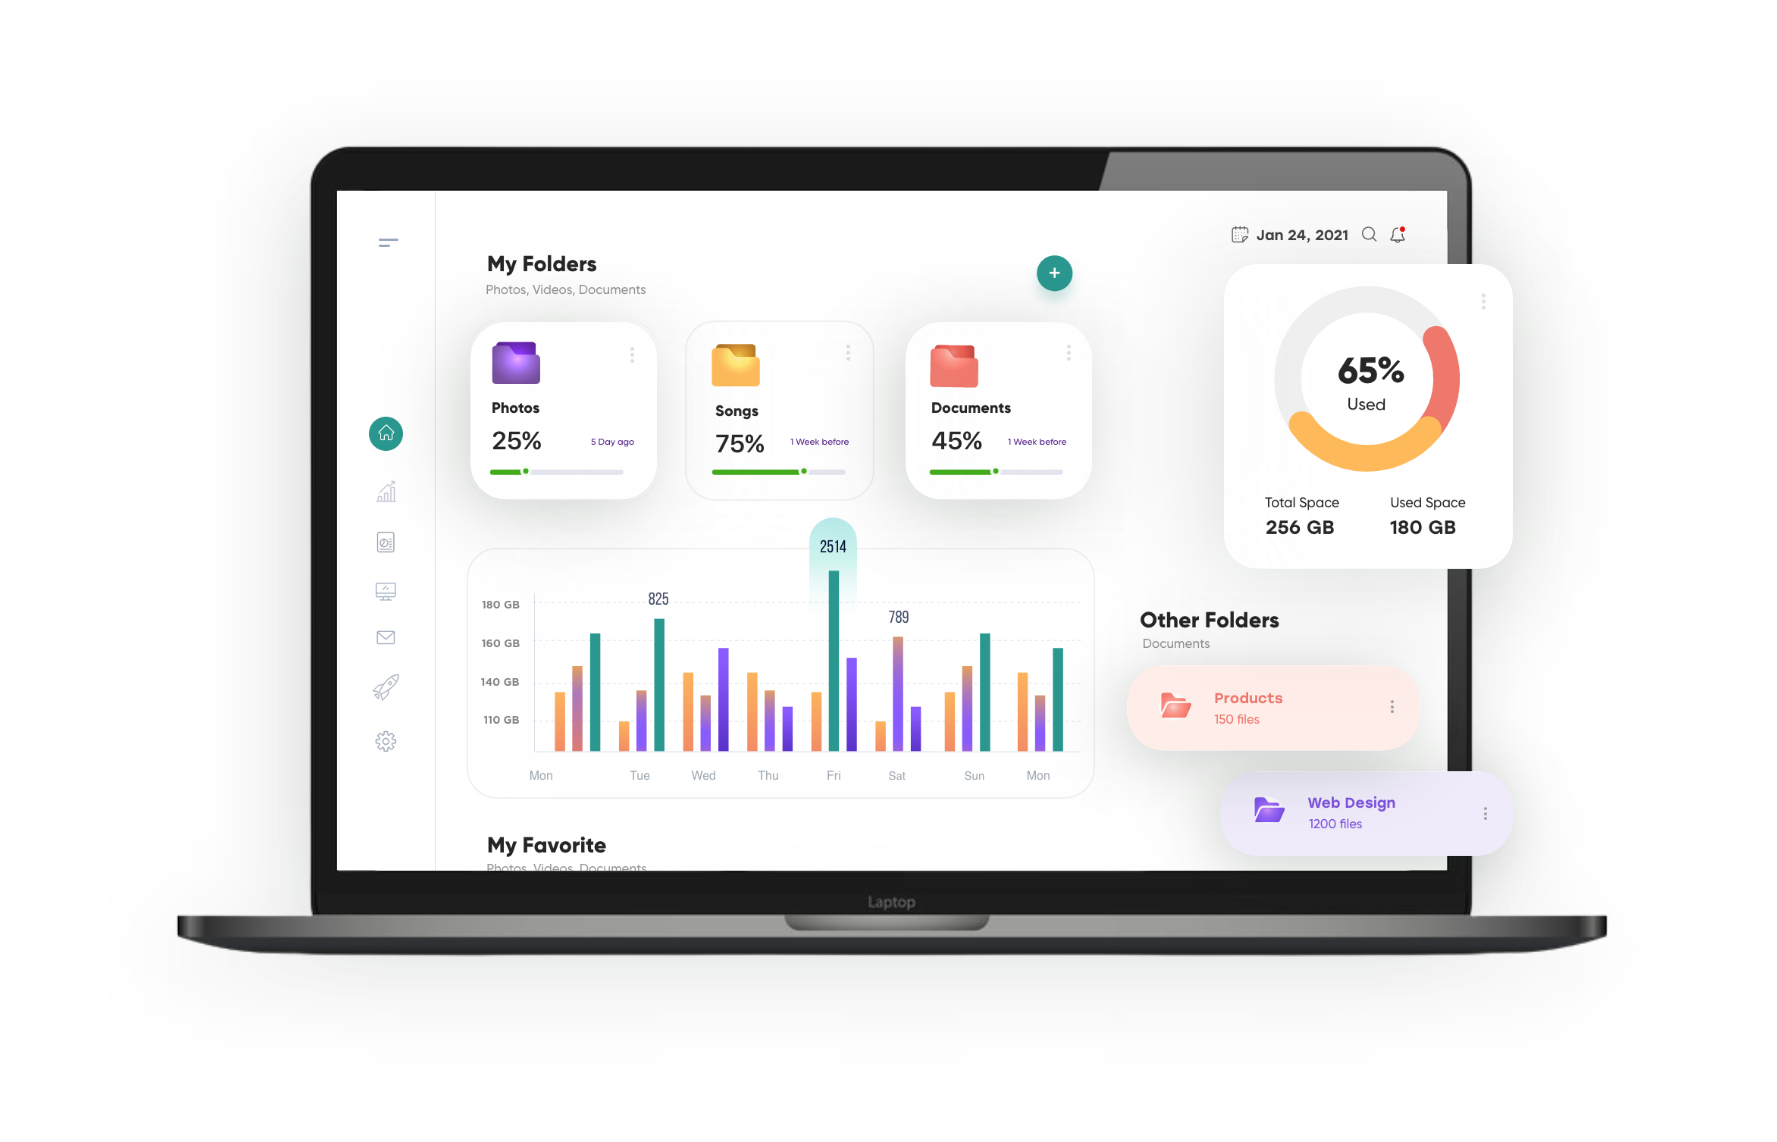 Jan 24, 2021
My Folders
Photos, Videos, Documents
+
Photos
25%
5 Day ago
Songs
75%
1 Week before
Documents
45%
1 Week before
65%
Used
Total Space
256 GB
Used Space
180 GB
2514
825
789
180 GB
160 GB
140 GB
110 GB
Mon
Tue
Wed
Thu
Fri
Sat
Sun
Mon
Other Folders
Documents
Products
150 files
Web Design
1200 files
My Favorite
Photos, Videos, Documents
Laptop